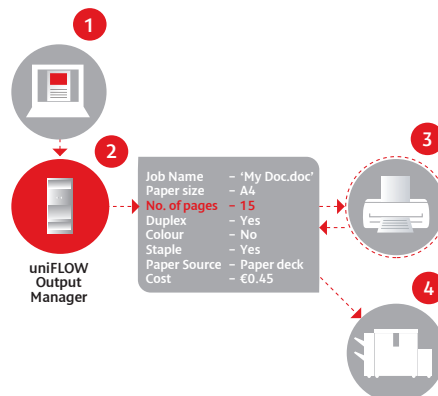 1
2
uniFLOW
Output
Manager
Job Name – ‘My Doc.doc’
Paper size – A4
No. of pages – 15
Duplex – Yes
Colour – No
Staple – Yes
Paper Source – Paper deck
Cost – €0.45
3
4